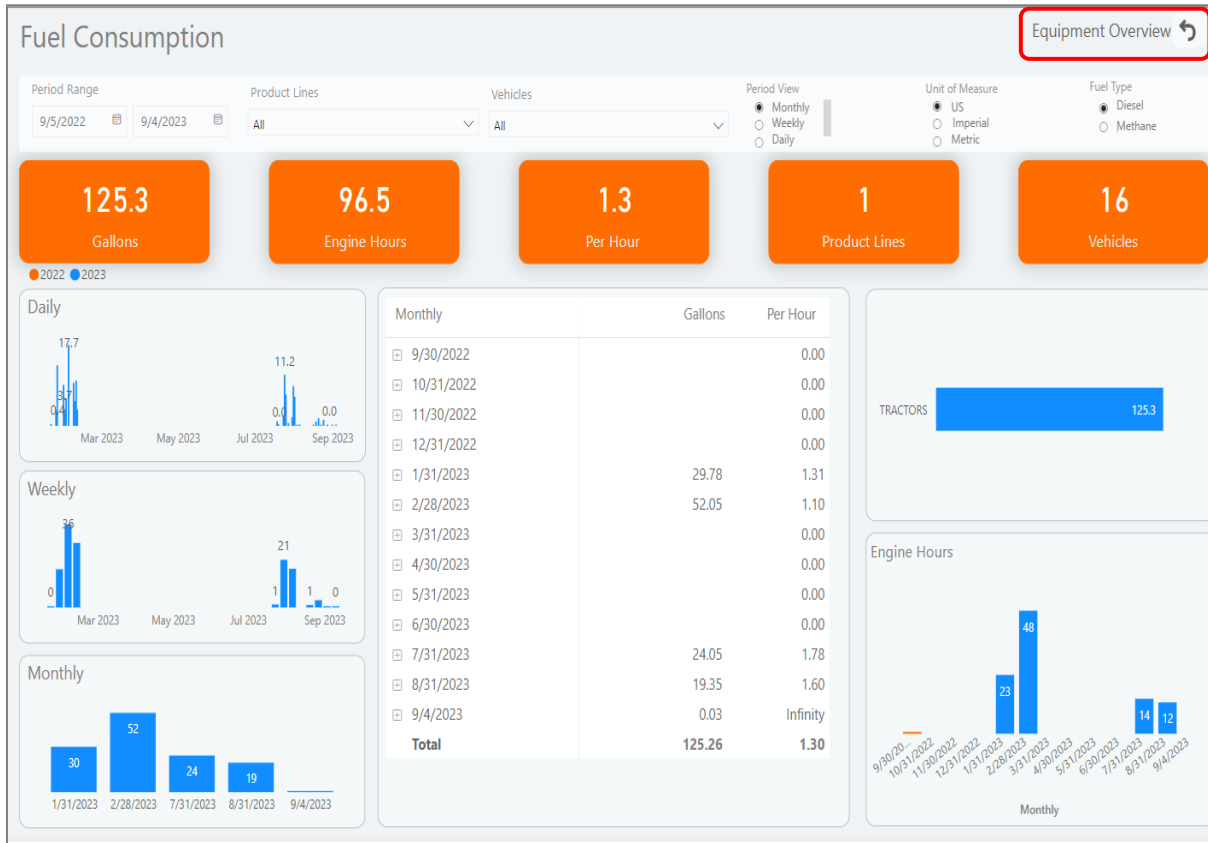 Fuel Consumption
Equipment Overview
Period Range
Product Lines
Vehicles
Period View
Unit of Measure
Fuel Type
9/5/2022
9/4/2023
All
All
Monthly
Weekly
Daily
US
Imperial
Metric
Diesel
Methane
125.3
Gallons
96.5
Engine Hours
1.3
Per Hour
1
Product Lines
16
Vehicles
2022 2023
Daily
17.7
3.7
0.4
11.2
0.0
0.0
Mar 2023 May 2023 Jul 2023 Sep 2023
Weekly
36
0
21
1
1
0
Mar 2023 May 2023 Jul 2023 Sep 2023
Monthly
30
52
24
19
1/31/2023 2/28/2023 7/31/2023 8/31/2023 9/4/2023
Monthly Gallons Per Hour
9/30/2022 0.00
10/31/2022 0.00
11/30/2022 0.00
12/31/2022 0.00
1/31/2023 29.78 1.31
2/28/2023 52.05 1.10
3/31/2023 0.00
4/30/2023 0.00
5/31/2023 0.00
6/30/2023 0.00
7/31/2023 24.05 1.78
8/31/2023 19.35 1.60
9/4/2023 0.03 Infinity
Total 125.26 1.30
TRACTORS 125.3
Engine Hours
23
48
14
12
9/30/20...
10/31/2022
11/30/2022
12/31/2022
1/31/2023
2/28/2023
3/31/2023
4/30/2023
5/31/2023
6/30/2023
7/31/2023
8/31/2023
9/4/2023
Monthly